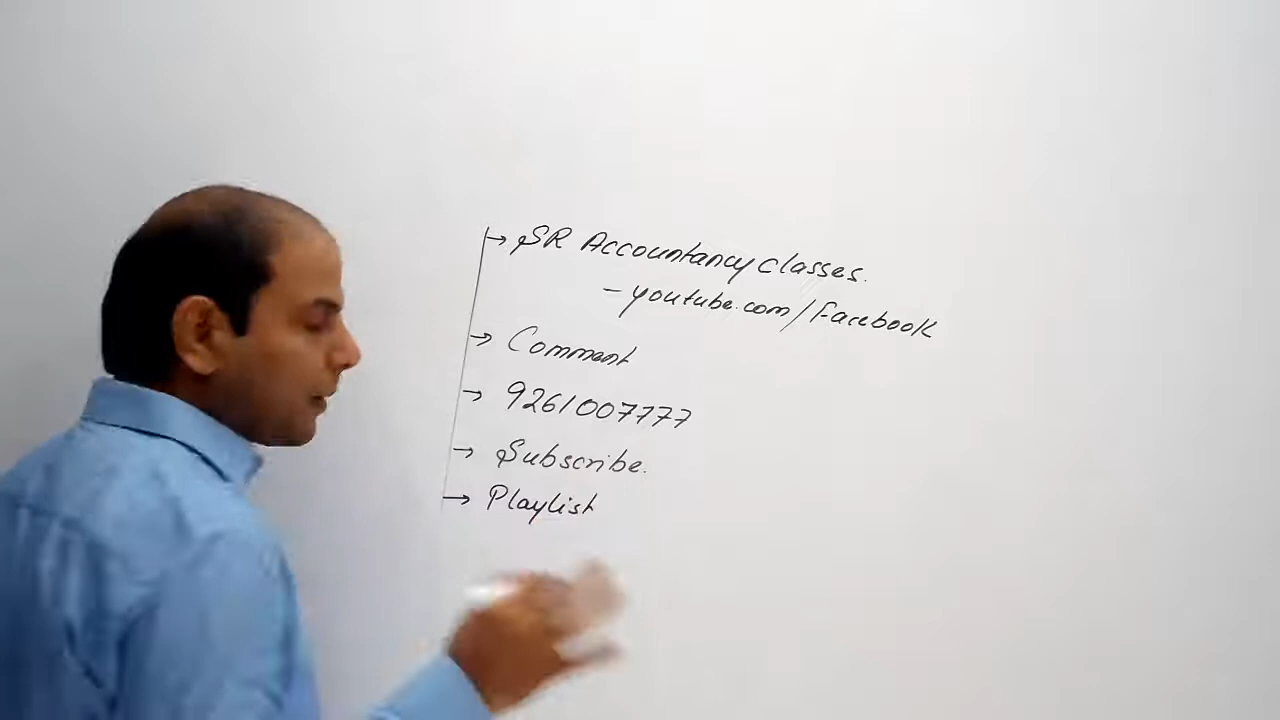 → SR Accountancy classes.
- youtube.com/Facebook
→ Comment
→ 9261007777
→ Subscribe.
→ Playlist